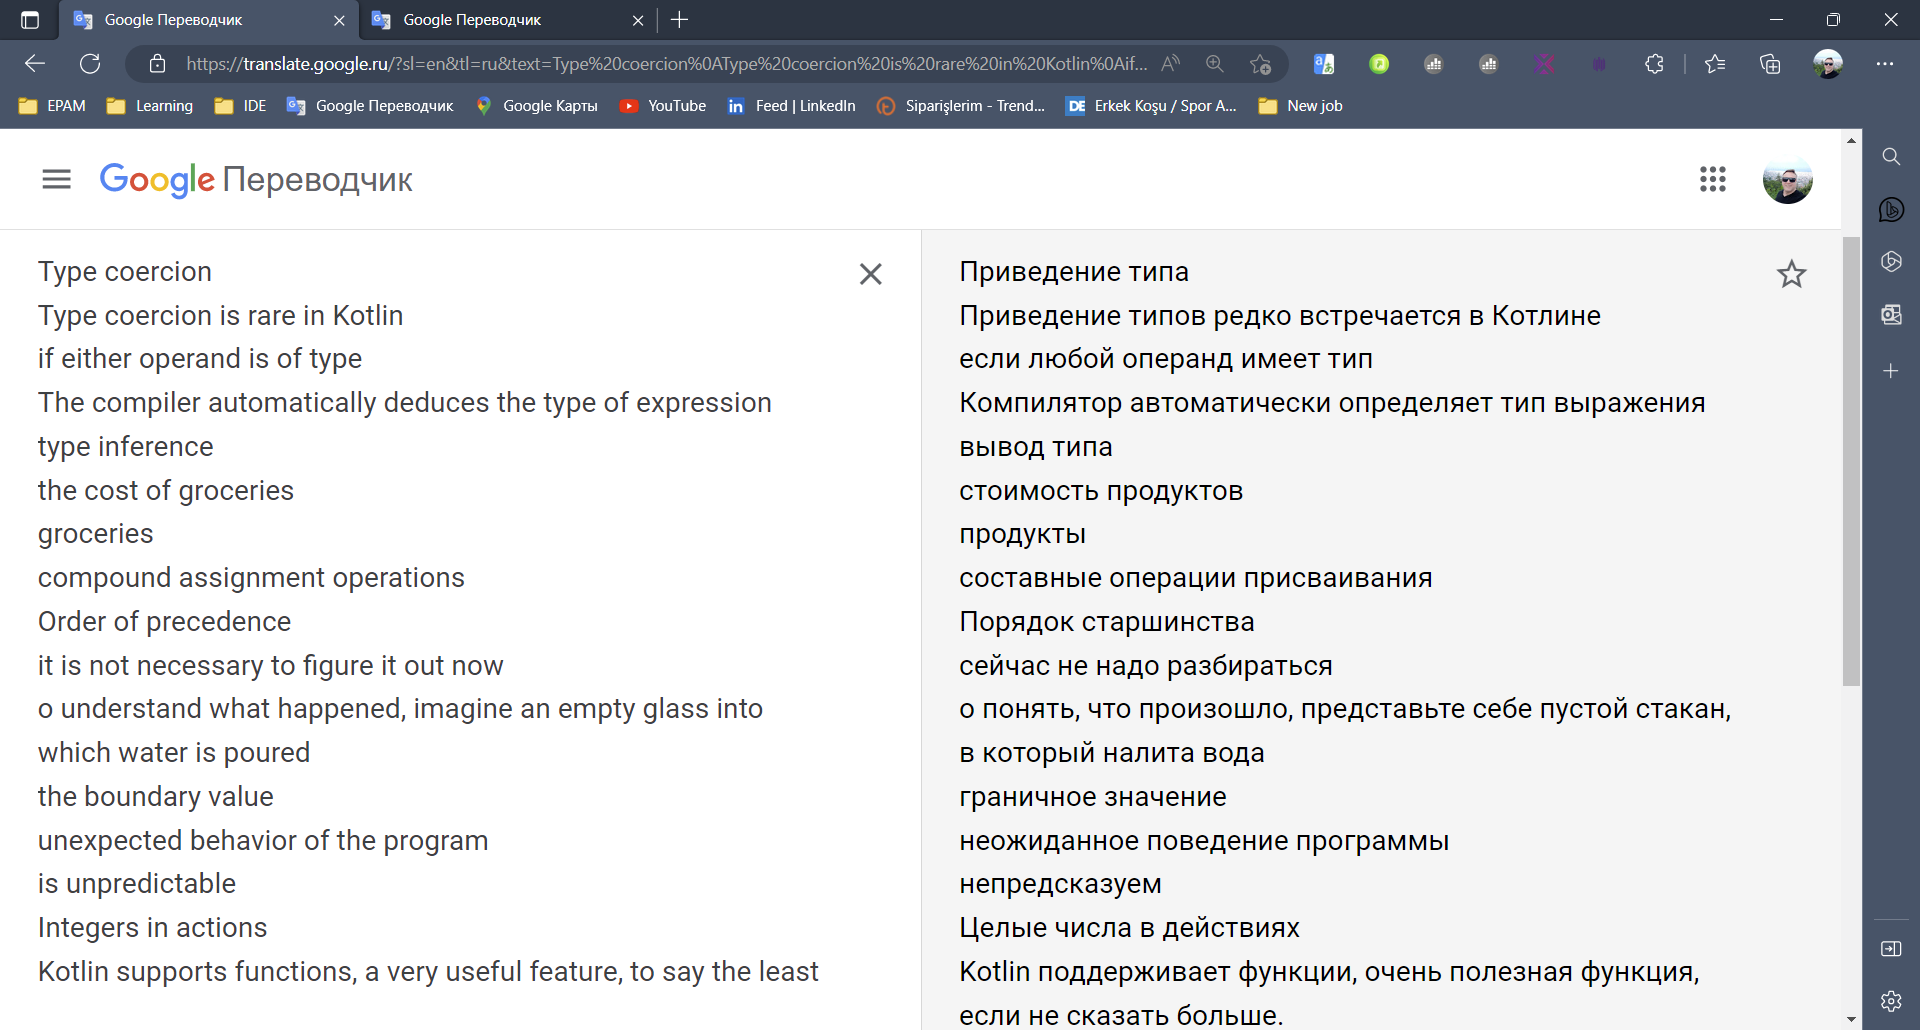 Google Переводчик
Google Переводчик
https://translate.google.ru/?sl=en&tl=ru&text=Type%20coercion%0AType%20coercion%20is%20rare%20in%20Kotlin%0Aif...
EPAM
Learning
IDE
Google Переводчик
Google Карты
YouTube
Feed | LinkedIn
Siparişlerim - Trend...
Erkek Koşu / Spor A...
New job
Google Переводчик
Type coercion
Type coercion is rare in Kotlin
if either operand is of type
The compiler automatically deduces the type of expression
type inference
the cost of groceries
groceries
compound assignment operations
Order of precedence
it is not necessary to figure it out now
o understand what happened, imagine an empty glass into
which water is poured
the boundary value
unexpected behavior of the program
is unpredictable
Integers in actions
Kotlin supports functions, a very useful feature, to say the least
Приведение типа
Приведение типов редко встречается в Котлине
если любой операнд имеет тип
Компилятор автоматически определяет тип выражения
вывод типа
стоимость продуктов
продукты
составные операции присваивания
Порядок старшинства
сейчас не надо разбираться
о понять, что произошло, представьте себе пустой стакан,
в который налита вода
граничное значение
неожиданное поведение программы
непредсказуем
Целые числа в действиях
Kotlin поддерживает функции, очень полезная функция,
если не сказать больше.